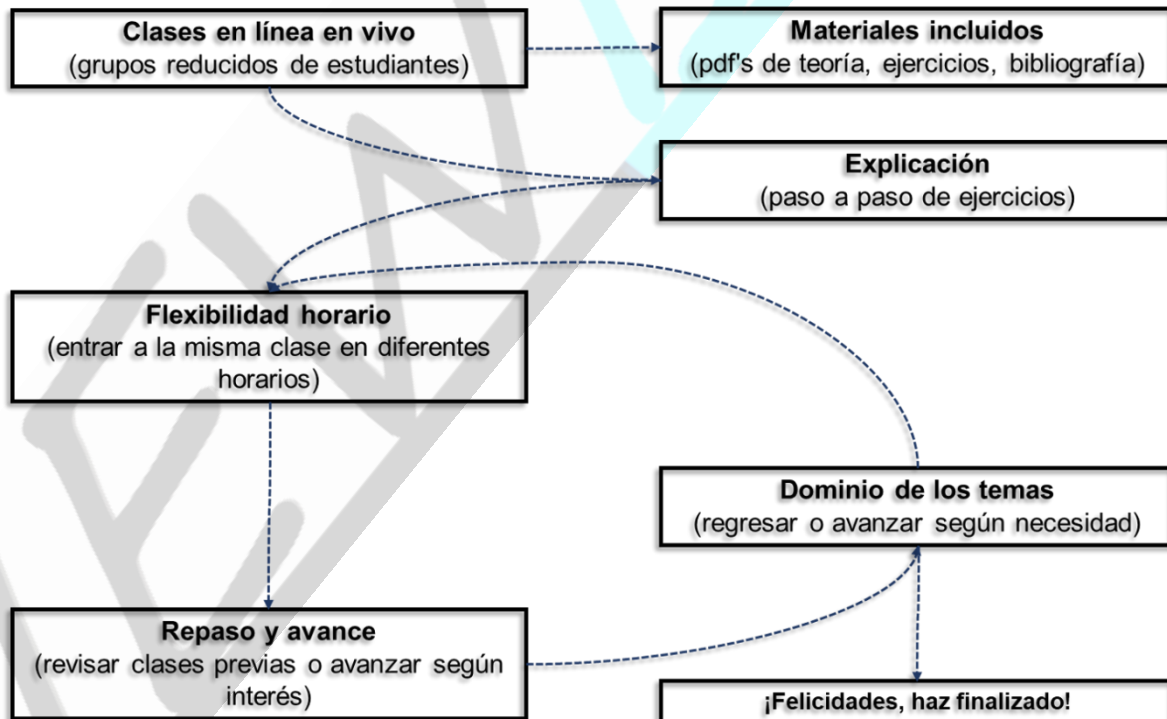 Clases en línea en vivo
(grupos reducidos de estudiantes)
Materiales incluidos
(pdf's de teoría, ejercicios, bibliografía)
Explicación
(paso a paso de ejercicios)
Flexibilidad horario
(entrar a la misma clase en diferentes
horarios)
Dominio de los temas
(regresar o avanzar según necesidad)
Repaso y avance
(revisar clases previas o avanzar según
interés)
¡Felicidades, haz finalizado!